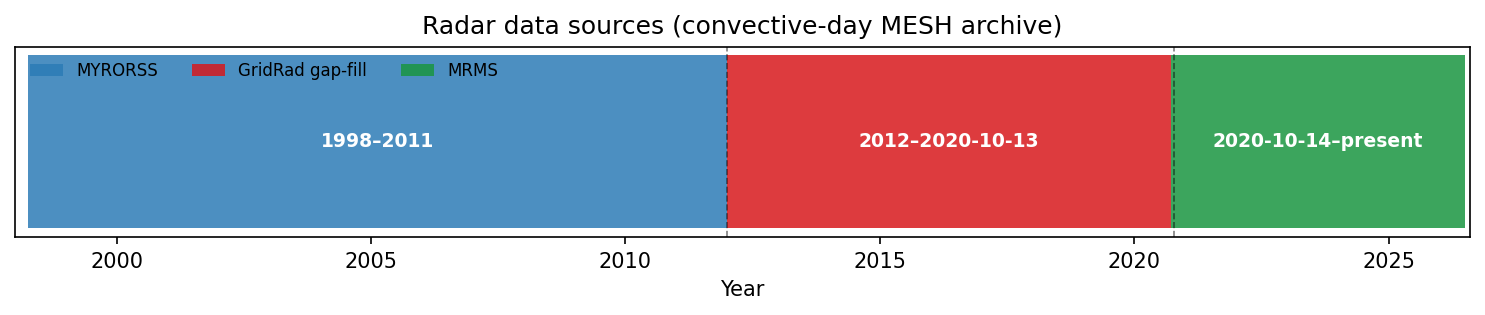 Radar data sources (convective-day MESH archive)
MYRORSS GridRad gap-fill MRMS
1998–2011 2012–2020-10-13 2020-10-14–present
2000 2005 2010 2015 2020 2025
Year